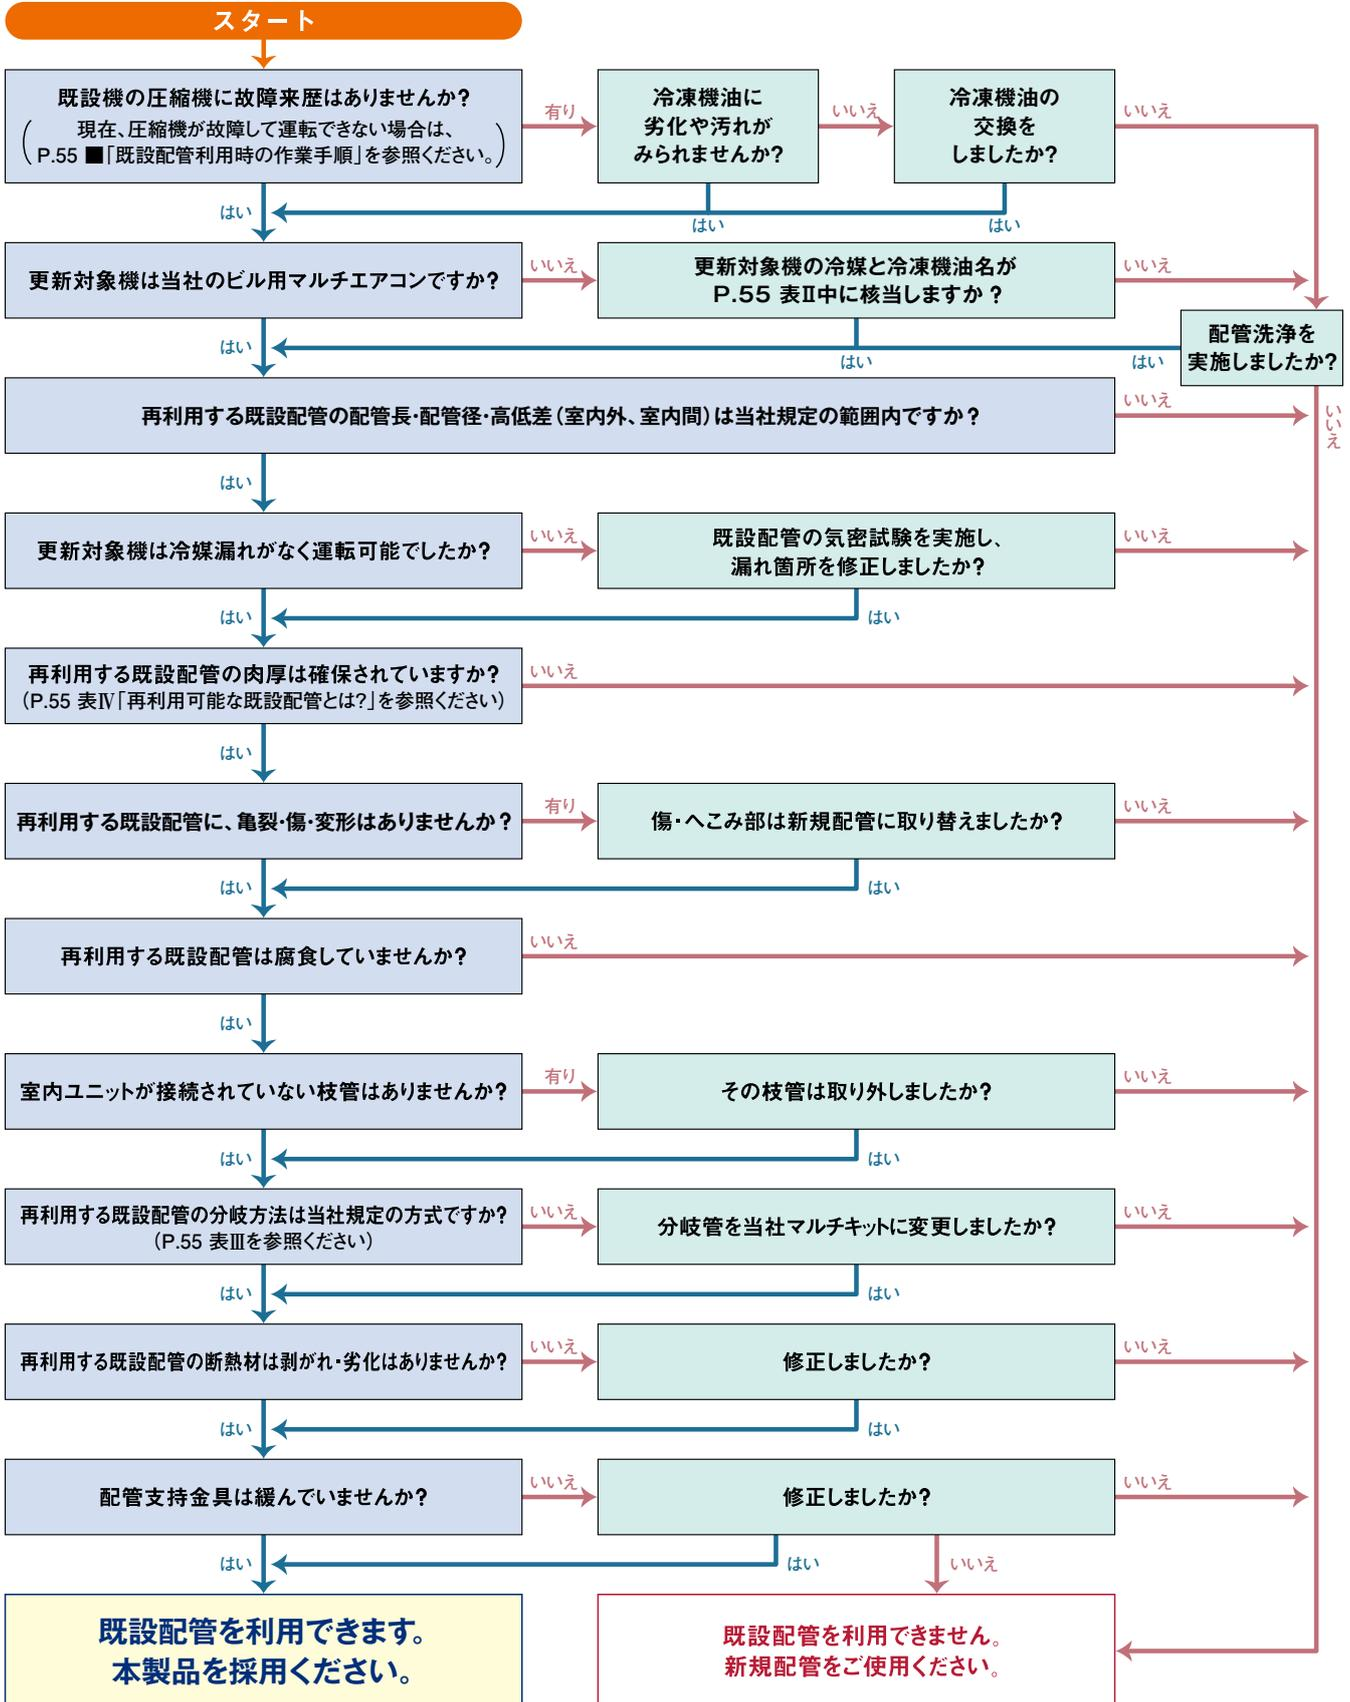 スタート
既設機の圧縮機に故障来歴はありませんか?
現在、圧縮機が故障して運転できない場合は、
P.55 ■「既設配管利用時の作業手順」を参照ください。
有り
冷凍機油に
劣化や汚れが
みられませんか?
いいえ
冷凍機油の
交換を
しましたか?
いいえ
はい
はい
はい
更新対象機は当社のビル用マルチエアコンですか?
いいえ
更新対象機の冷媒と冷凍機油名が
P.55 表Ⅱ中に核当しますか ?
いいえ
配管洗浄を
実施しましたか?
はい
はい
はい
いいえ
再利用する既設配管の配管長・配管径・高低差（室内外、室内間）は当社規定の範囲内ですか ?
いいえ
はい
更新対象機は冷媒漏れがなく運転可能でしたか?
いいえ
既設配管の気密試験を実施し、
漏れ箇所を修正しましたか?
いいえ
はい
はい
再利用する既設配管の肉厚は確保されていますか?
（P.55 表Ⅳ「再利用可能な既設配管とは?」を参照ください）
いいえ
はい
再利用する既設配管に、亀裂・傷・変形はありませんか ?
有り
傷・へこみ部は新規配管に取り替えましたか?
いいえ
はい
はい
再利用する既設配管は腐食していませんか?
いいえ
はい
室内ユニットが接続されていない枝管はありませんか?
有り
その枝管は取り外しましたか?
いいえ
はい
はい
再利用する既設配管の分岐方法は当社規定の方式ですか?
（P.55 表Ⅲを参照ください）
いいえ
分岐管を当社マルチキットに変更しましたか?
いいえ
はい
はい
再利用する既設配管の断熱材は剥がれ・劣化はありませんか?
いいえ
修正しましたか?
いいえ
はい
はい
配管支持金具は緩んでいませんか?
いいえ
修正しましたか?
いいえ
はい
はい
いいえ
既設配管を利用できます。
本製品を採用ください。
既設配管を利用できません。
新規配管をご使用ください。